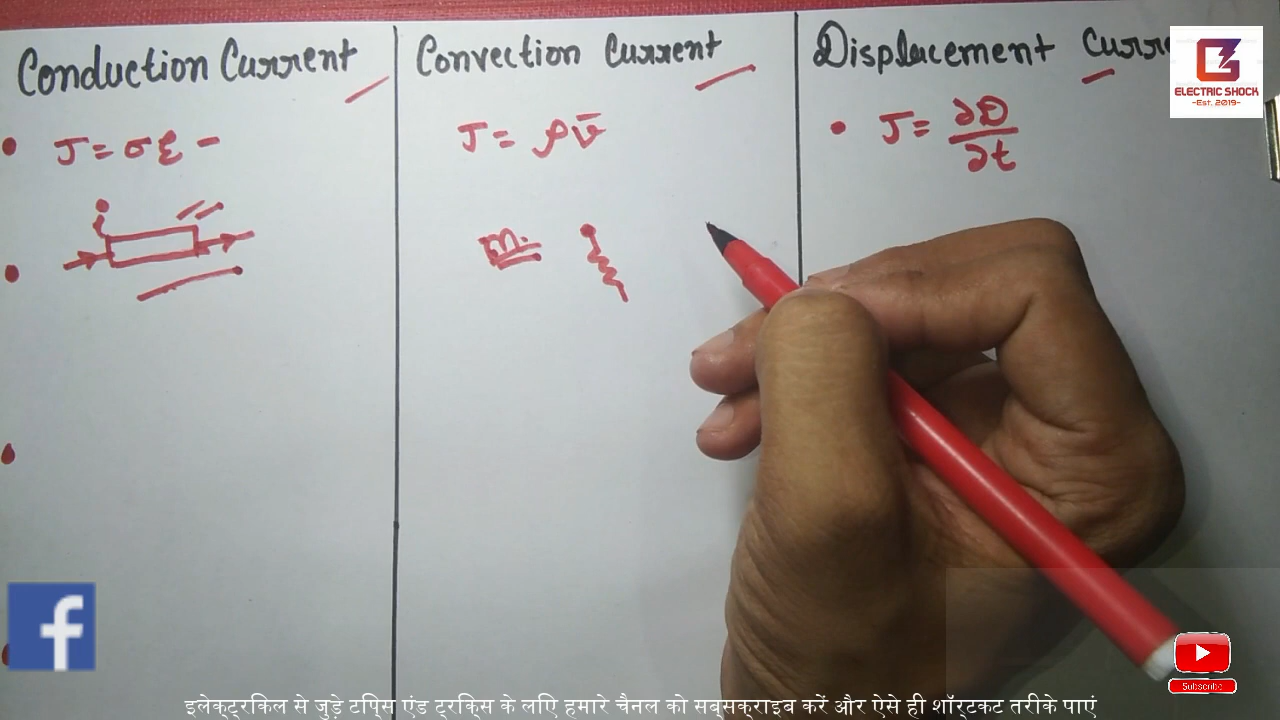 Conduction Current
Convection Current
Displacement Curre
J = σE
J = ρv̄
J = ∂D/∂t
m.
ELECTRIC SHOCK
-Est. 2019-
f
Subscribe
इलेक्ट्रिकल से जुड़े टिप्स एंड ट्रिक्स के लिए हमारे चैनल को सब्सक्राइब करें और ऐसे ही शॉर्टकट तरीके पाएं